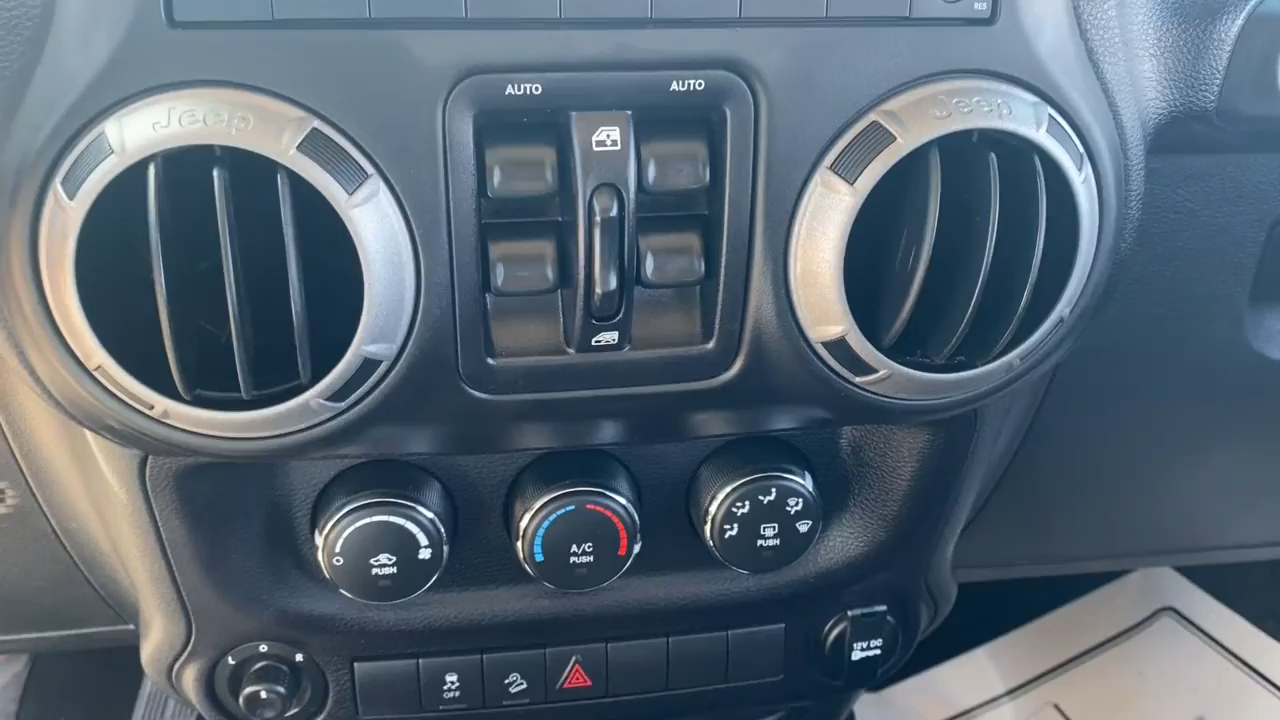 RES
AUTO AUTO
Jeep Jeep
PUSH
A/C
PUSH
PUSH
L O R
S
OFF
12V DC